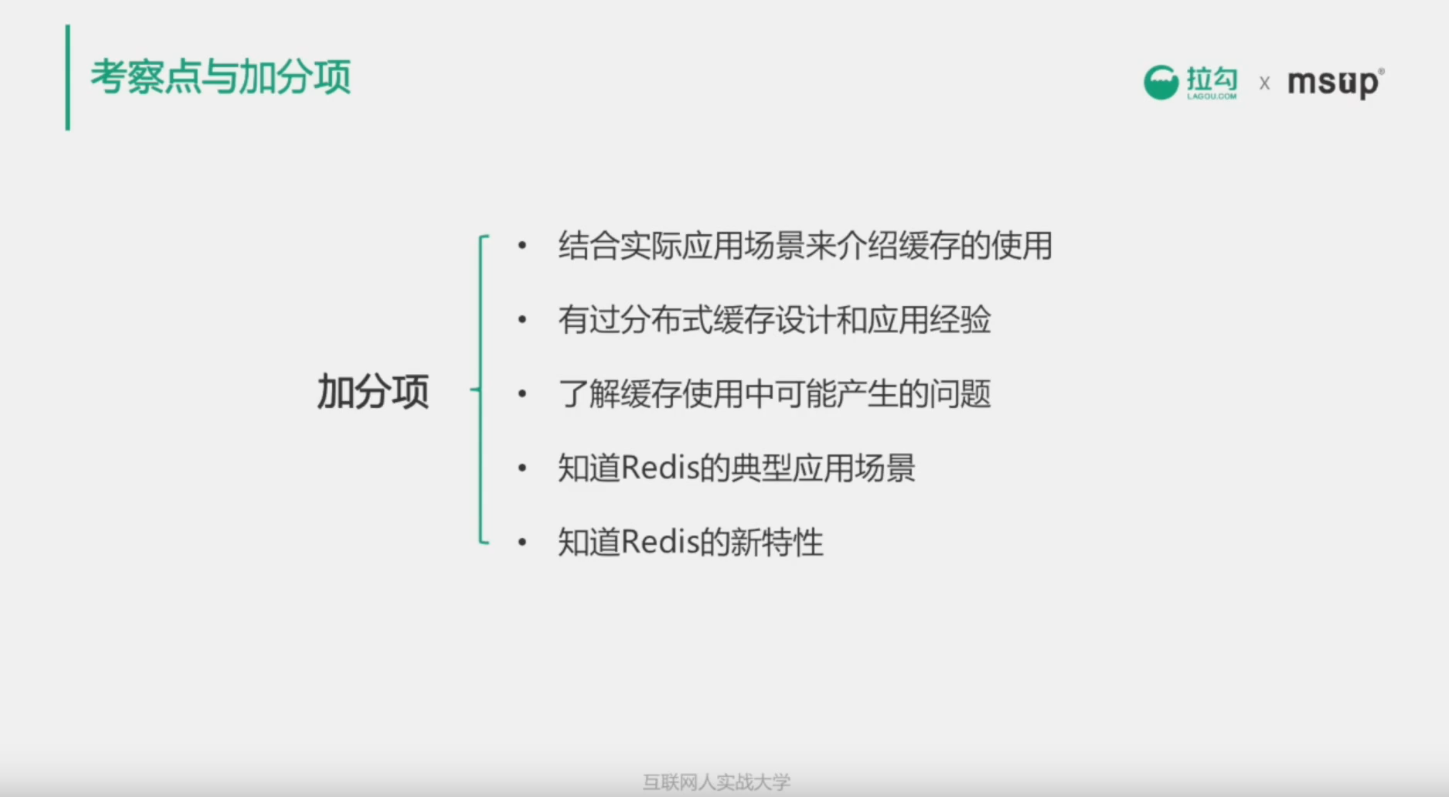 考察点与加分项
拉勾 x msup®
LAGOU.COM
加分项
• 结合实际应用场景来介绍缓存的使用
• 有过分布式缓存设计和应用经验
• 了解缓存使用中可能产生的问题
• 知道Redis的典型应用场景
• 知道Redis的新特性
互联网人实战大学